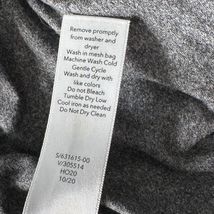 Remove promptly
from washer and
dryer
Wash in mesh bag
Machine Wash Cold
Gentle Cycle
Wash and dry with
like colors
Do not Bleach
Tumble Dry Low
Cool iron as needed
Do Not Dry Clean
S/631615-00
V/305514
HO20
10/20